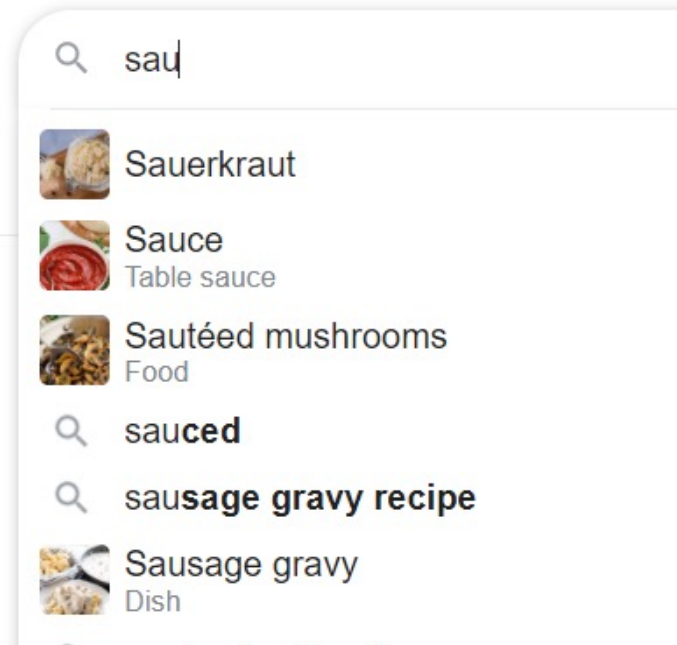 sau
Sauerkraut
Sauce
Table sauce
Sautéed mushrooms
Food
sauced
sausage gravy recipe
Sausage gravy
Dish